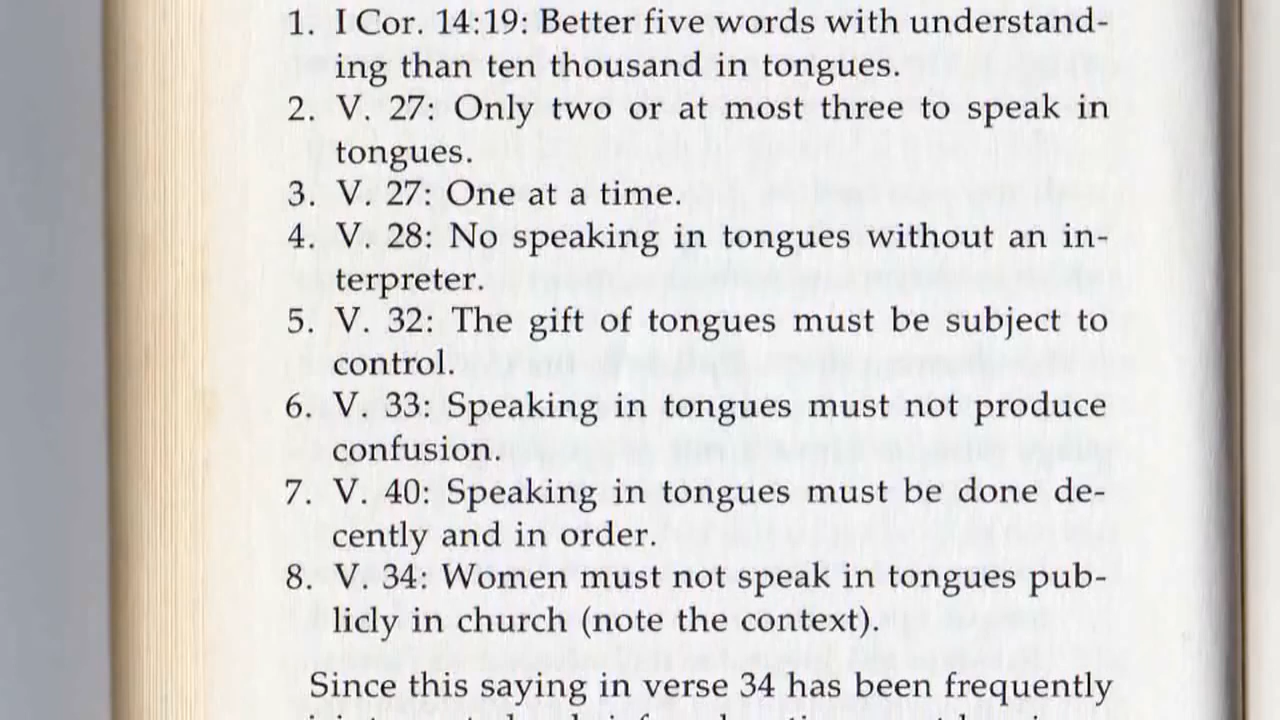 1. I Cor. 14:19: Better five words with understand-
ing than ten thousand in tongues.
2. V. 27: Only two or at most three to speak in
tongues.
3. V. 27: One at a time.
4. V. 28: No speaking in tongues without an in-
terpreter.
5. V. 32: The gift of tongues must be subject to
control.
6. V. 33: Speaking in tongues must not produce
confusion.
7. V. 40: Speaking in tongues must be done de-
cently and in order.
8. V. 34: Women must not speak in tongues pub-
licly in church (note the context).
Since this saying in verse 34 has been frequently